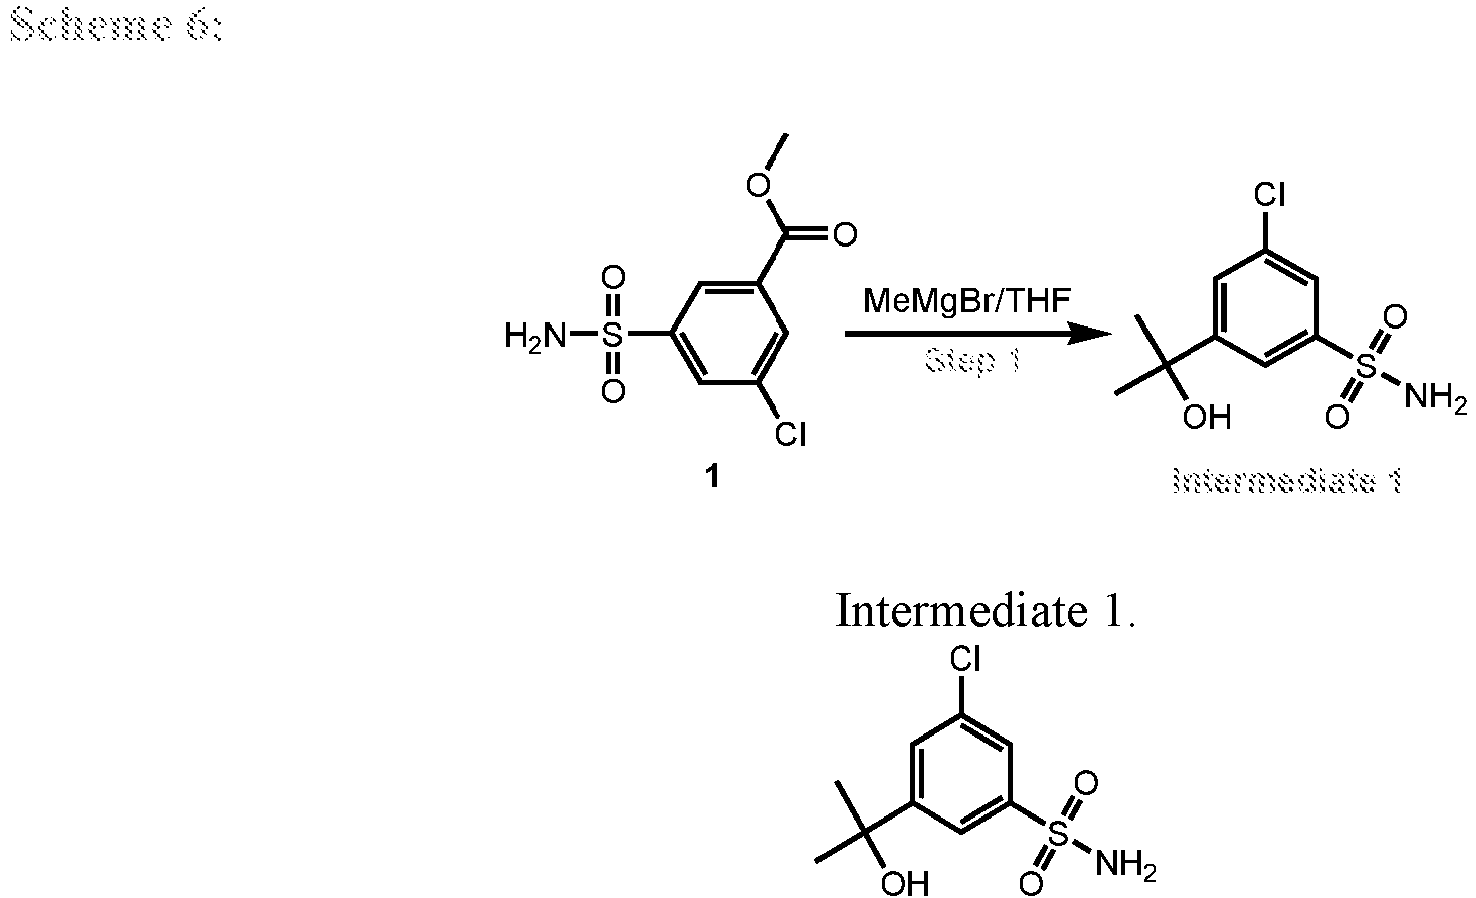 Scheme 6:
O
O
O
H2N
S
O
Cl
1
MeMgBr/THF
Step 1
Cl
O
S
O
NH2
OH
Intermediate 1
Intermediate 1.
Cl
O
S
O
NH2
OH